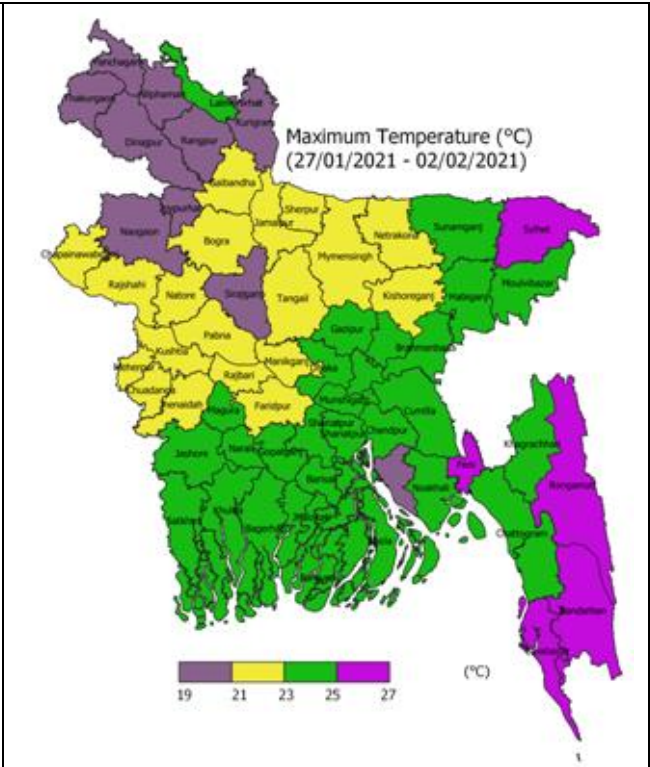 Panchagarh
Thakurgaon
Nilphamari
Lalmonirhat
Dinajpur
Rangpur
Kurigram
Maximum Temperature (°C)
(27/01/2021 - 02/02/2021)
Gaibandha
Joypurhat
Naogaon
Bogra
Jamalpur
Sherpur
Mymensingh
Netrakona
Sunamganj
Sylhet
Chapainawabganj
Rajshahi
Natore
Sirajganj
Tangail
Kishoreganj
Habiganj
Moulvibazar
Pabna
Gazipur
Kushtia
Manikganj
Dhaka
Meherpur
Rajbari
Chuadanga
Jhenaidah
Magura
Faridpur
Munshiganj
Cumilla
Shariatpur
Chandpur
Khagrachhari
Jashore
Narail
Gopalganj
Feni
Rangamati
Barisal
Noakhali
Satkhira
Khulna
Bagerhat
Bhola
Chattogram
Bandarban
(°C)
19 21 23 25 27